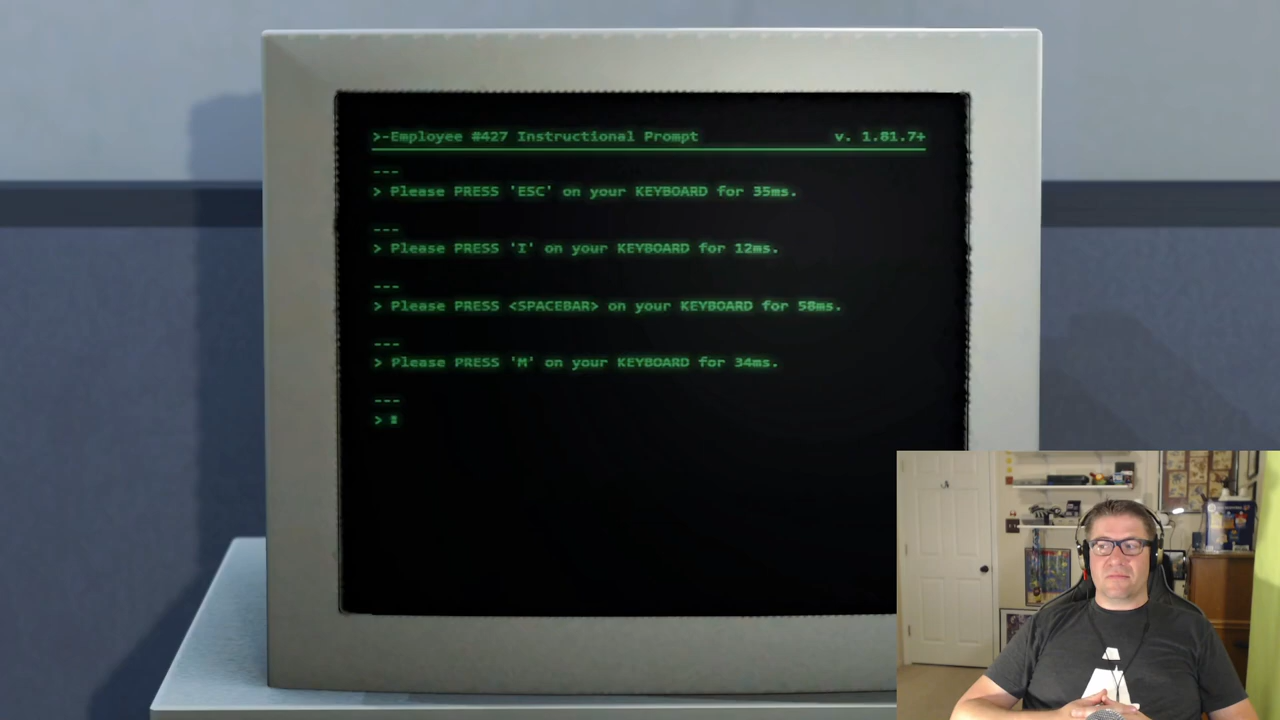 >-Employee #427 Instructional Prompt v. 1.81.7+
---
> Please PRESS 'ESC' on your KEYBOARD for 35ms.
---
> Please PRESS 'I' on your KEYBOARD for 12ms.
---
> Please PRESS <SPACEBAR> on your KEYBOARD for 58ms.
---
> Please PRESS 'M' on your KEYBOARD for 34ms.
---
>